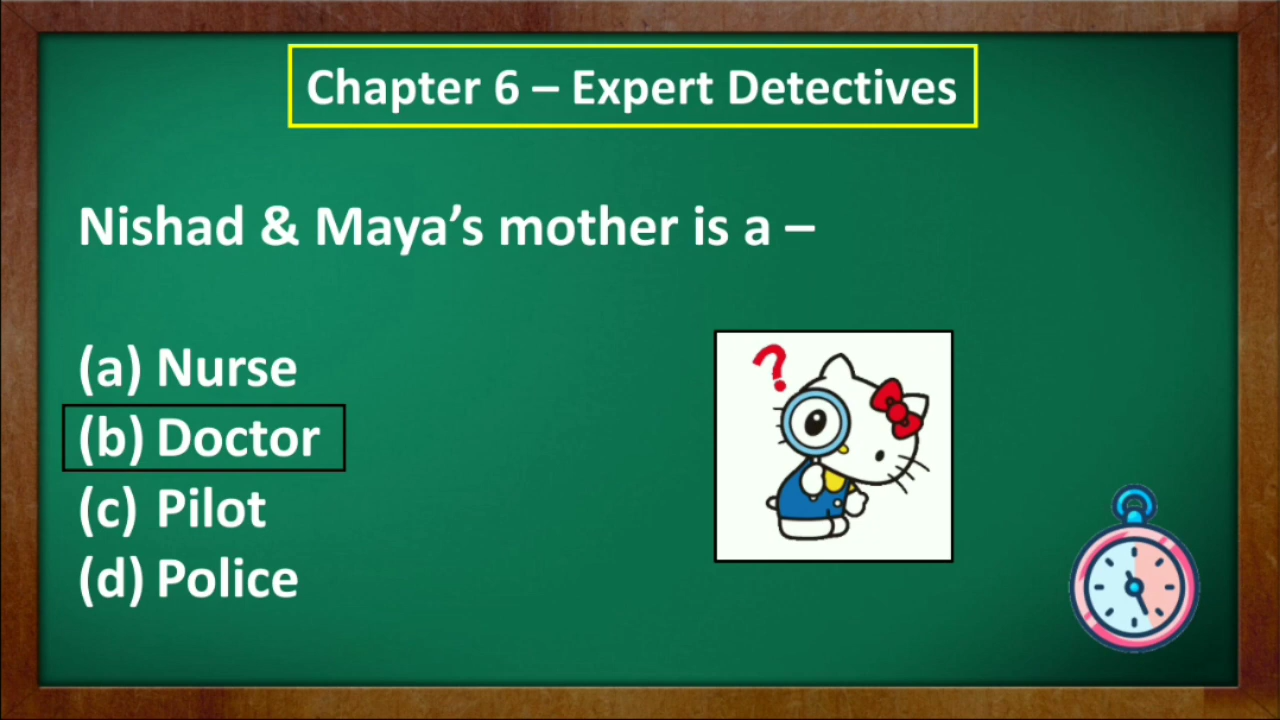 Chapter 6 – Expert Detectives
Nishad & Maya’s mother is a –
(a) Nurse
(b) Doctor
(c) Pilot
(d) Police
?